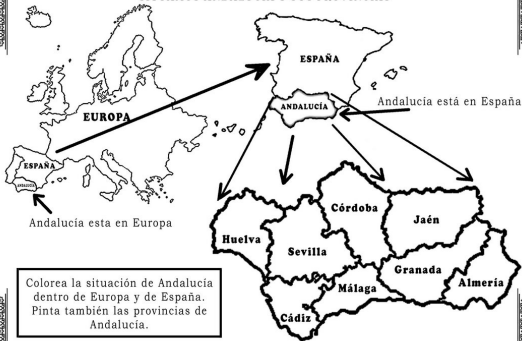 ESPAÑA
ANDALUCÍA
Andalucía está en España
EUROPA
ESPAÑA
ANDALUCÍA
Andalucía esta en Europa
Córdoba
Jaén
Huelva
Sevilla
Granada
Almería
Málaga
Cádiz
Colorea la situación de Andalucía
dentro de Europa y de España.
Pinta también las provincias de
Andalucía.